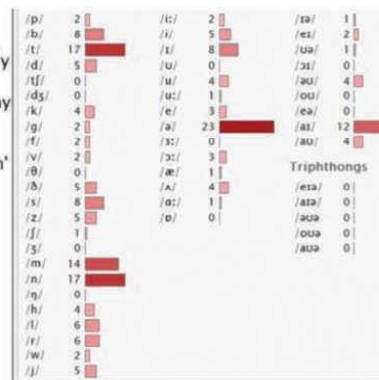 /p/ 2
/b/ 8
/t/ 17
/d/ 5
/tʃ/ 0
/dʒ/ 0
/k/ 4
/g/ 2
/f/ 2
/v/ 2
/θ/ 0
/ð/ 5
/s/ 8
/z/ 5
/ʃ/ 1
/ʒ/ 0
/m/ 14
/n/ 17
/ŋ/ 0
/h/ 4
/l/ 6
/r/ 6
/w/ 2
/j/ 5
/iː/ 2
/i/ 5
/ɪ/ 8
/ʊ/ 0
/u/ 4
/uː/ 1
/e/ 3
/ə/ 23
/ɜː/ 0
/ɔː/ 3
/æ/ 1
/ʌ/ 4
/ɑː/ 1
/ɒ/ 0
/ɪə/ 1
/eɪ/ 2
/ʊə/ 1
/ɔɪ/ 0
/əʊ/ 4
/oʊ/ 0
/eə/ 0
/aɪ/ 12
/aʊ/ 4
Triphthongs
/eɪə/ 0
/aɪə/ 0
/əʊə 0
/oʊə 0
/aʊə 0